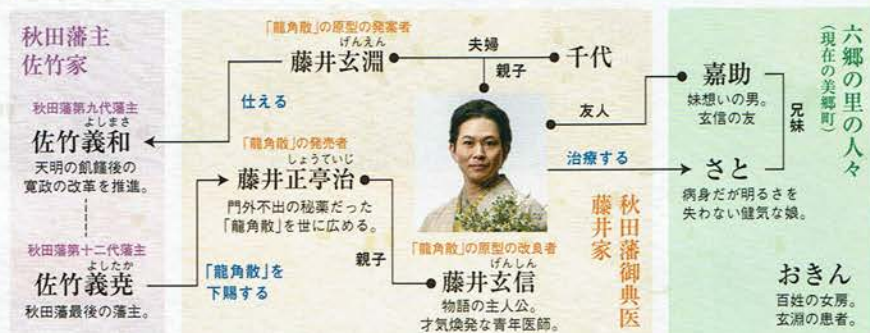 秋田藩主
佐竹家
秋田藩第九代藩主
よしまさ
佐竹義和
天明の飢饉後の
寛政の改革を推進。
秋田藩第十二代藩主
よしたか
佐竹義尭
秋田藩最後の藩主。
「龍角散」の原型の発案者
げんえん
藤井玄淵
夫婦
千代
親子
仕える
「龍角散」の発売者
しょうていじ
藤井正亭治
門外不出の秘薬だった
「龍角散」を世に広める。
「龍角散」を
下賜する
親子
「龍角散」の原型の改良者
げんしん
藤井玄信
物語の主人公。
才気煥発な青年医師。
秋田藩御典医
藤井家
友人
治療する
六郷の里の人々
(現在の美郷町)
嘉助
妹想いの男。
玄信の友
兄妹
さと
病身だが明るさを
失わない健気な娘。
おきん
百姓の女房。
玄淵の患者。